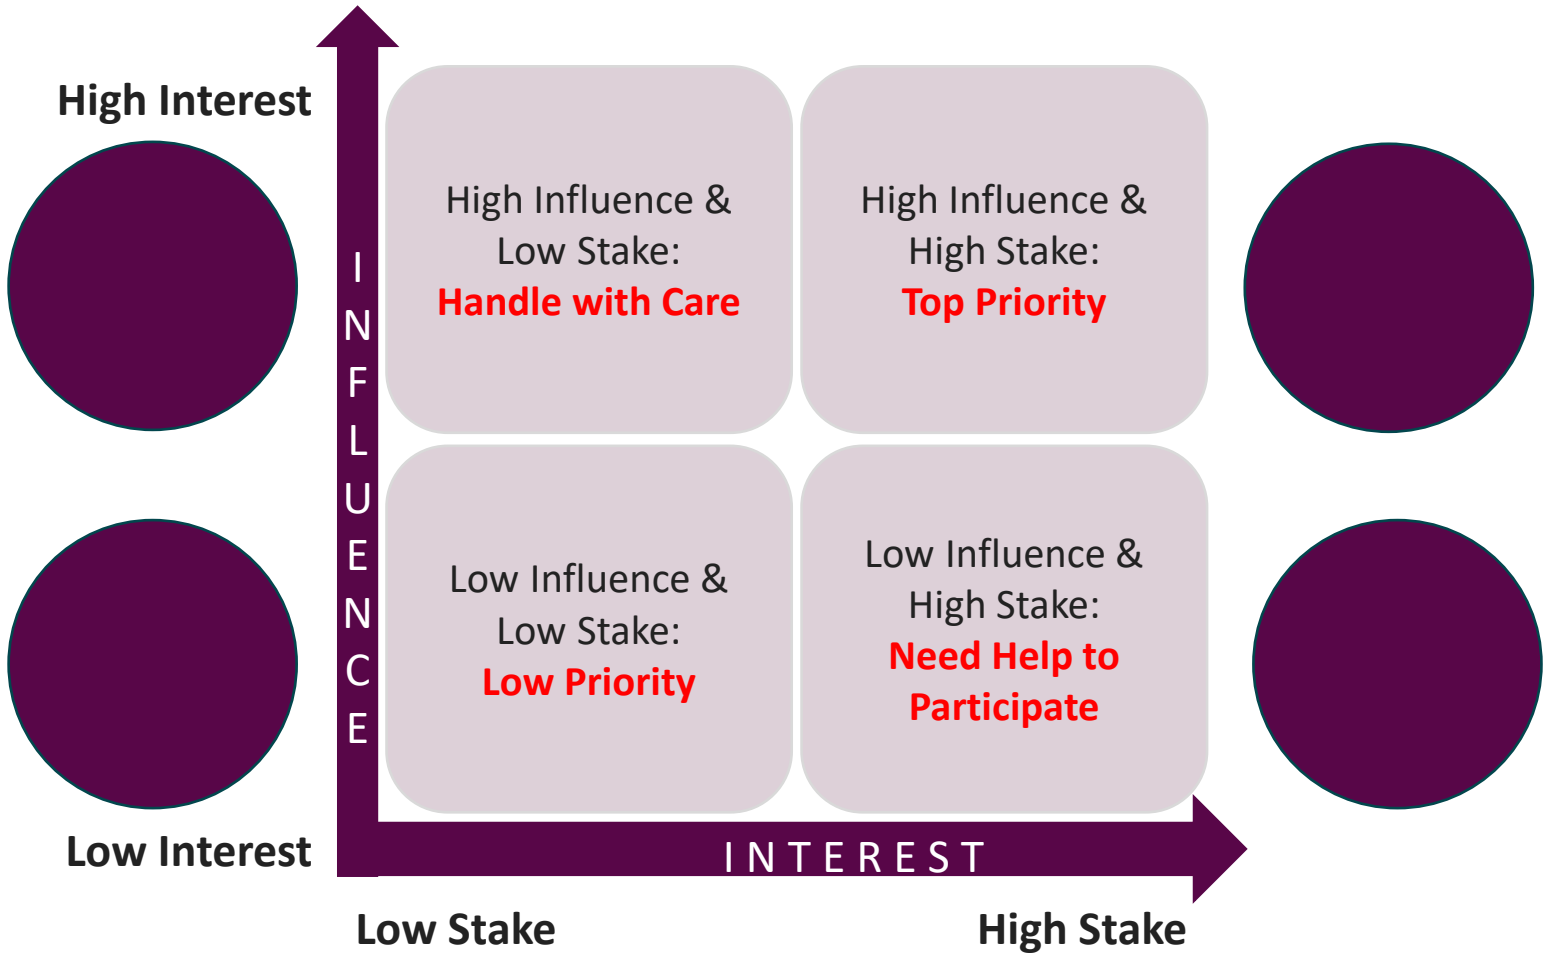 High Interest
High Influence &
Low Stake:
Handle with Care
High Influence &
High Stake:
Top Priority
INFLUENCE
Low Influence &
Low Stake:
Low Priority
Low Influence &
High Stake:
Need Help to
Participate
Low Interest
INTEREST
Low Stake
High Stake